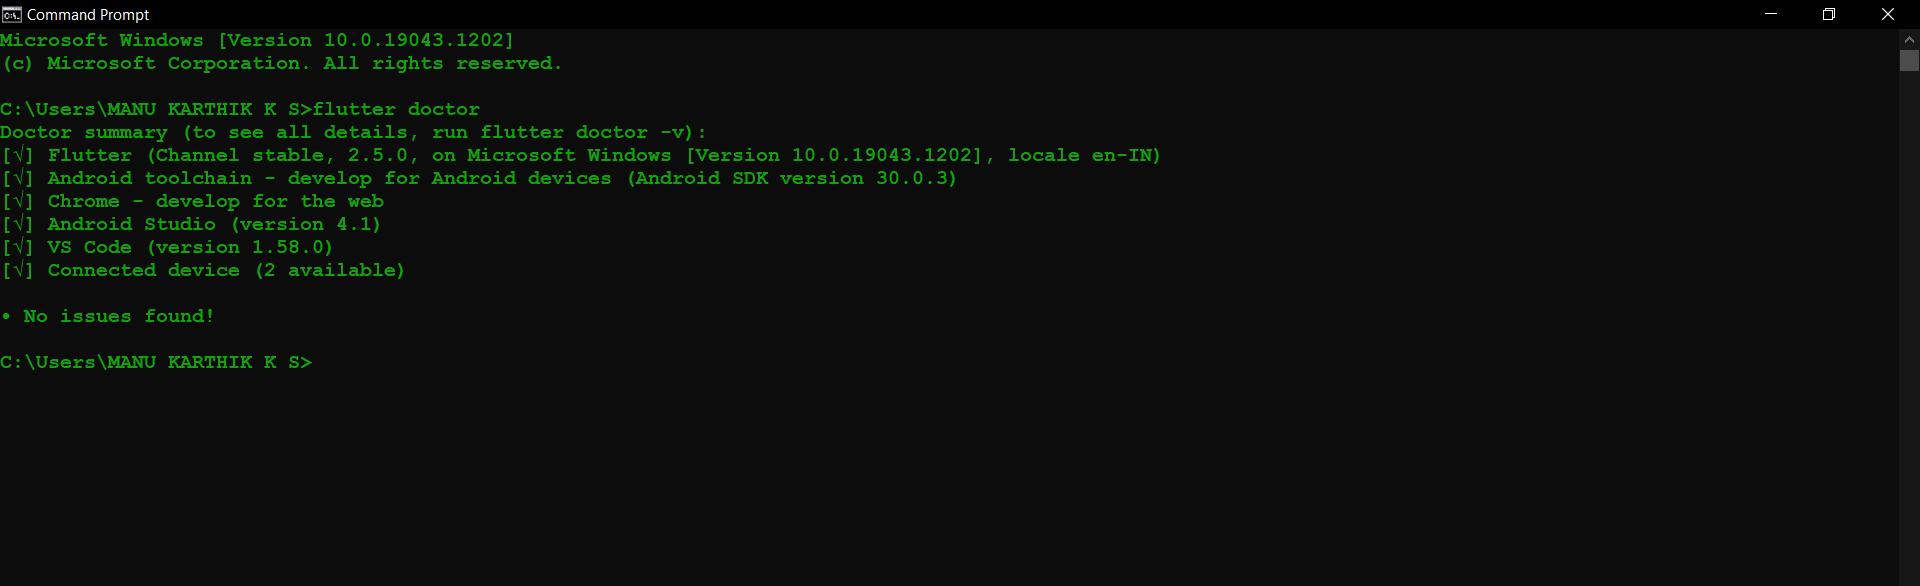 Command Prompt
Microsoft Windows [Version 10.0.19043.1202]
(c) Microsoft Corporation. All rights reserved.
C:\Users\MANU KARTHIK K S>flutter doctor
Doctor summary (to see all details, run flutter doctor -v):
[√] Flutter (Channel stable, 2.5.0, on Microsoft Windows [Version 10.0.19043.1202], locale en-IN)
[√] Android toolchain - develop for Android devices (Android SDK version 30.0.3)
[√] Chrome - develop for the web
[√] Android Studio (version 4.1)
[√] VS Code (version 1.58.0)
[√] Connected device (2 available)
• No issues found!
C:\Users\MANU KARTHIK K S>